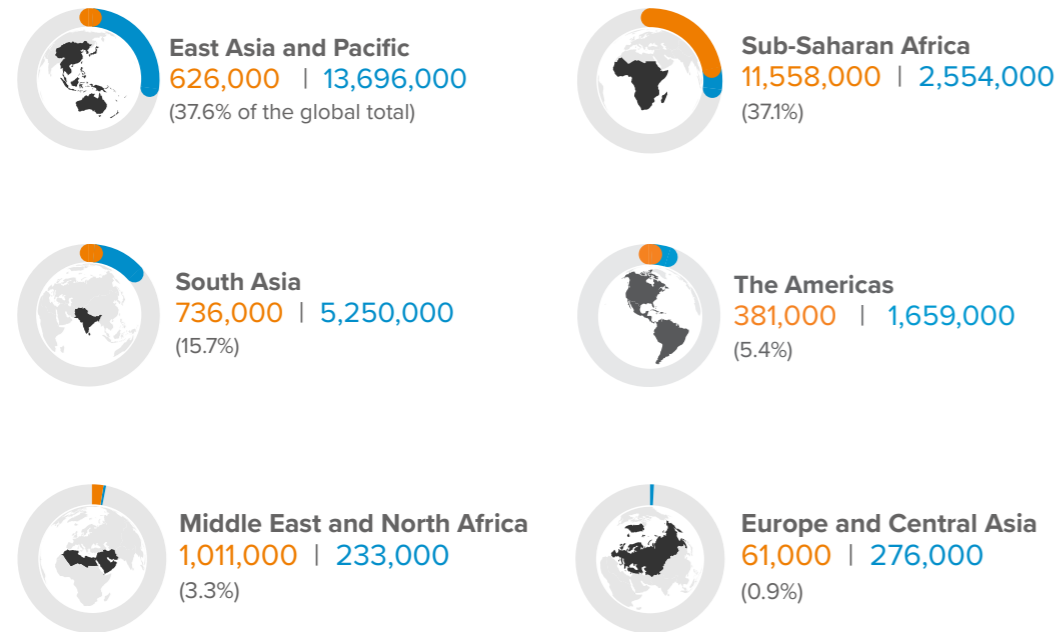 East Asia and Pacific
626,000 | 13,696,000
(37.6% of the global total)
Sub-Saharan Africa
11,558,000 | 2,554,000
(37.1%)
South Asia
736,000 | 5,250,000
(15.7%)
The Americas
381,000 | 1,659,000
(5.4%)
Middle East and North Africa
1,011,000 | 233,000
(3.3%)
Europe and Central Asia
61,000 | 276,000
(0.9%)